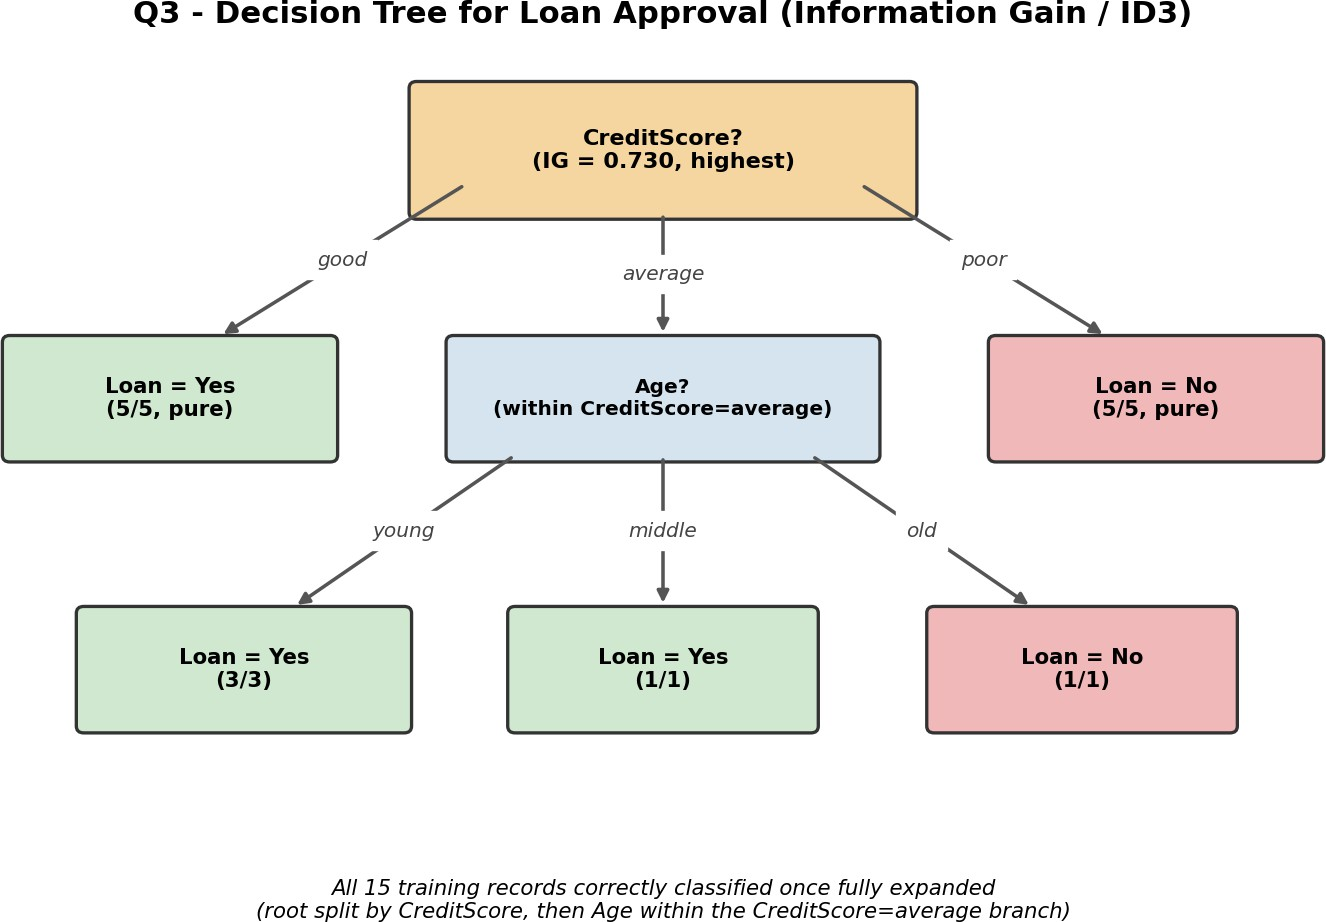 Q3 - Decision Tree for Loan Approval (Information Gain / ID3)
CreditScore?
(IG = 0.730, highest)
good
average
poor
Loan = Yes
(5/5, pure)
Age?
(within CreditScore=average)
Loan = No
(5/5, pure)
young
middle
old
Loan = Yes
(3/3)
Loan = Yes
(1/1)
Loan = No
(1/1)
All 15 training records correctly classified once fully expanded
(root split by CreditScore, then Age within the CreditScore=average branch)